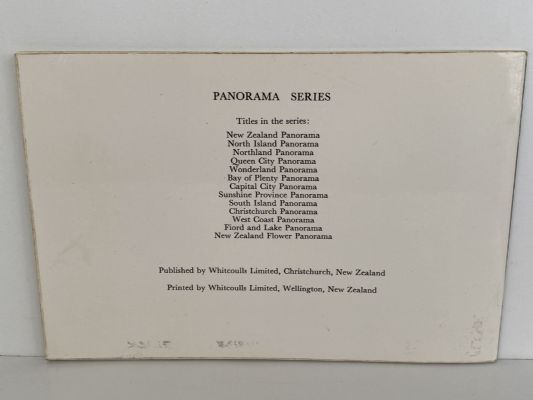 PANORAMA SERIES
Titles in the series:
New Zealand Panorama
North Island Panorama
Northland Panorama
Queen City Panorama
Wonderland Panorama
Bay of Plenty Panorama
Capital City Panorama
Sunshine Province Panorama
South Island Panorama
Christchurch Panorama
West Coast Panorama
Fiord and Lake Panorama
New Zealand Flower Panorama
Published by Whitcoulls Limited, Christchurch, New Zealand
Printed by Whitcoulls Limited, Wellington, New Zealand